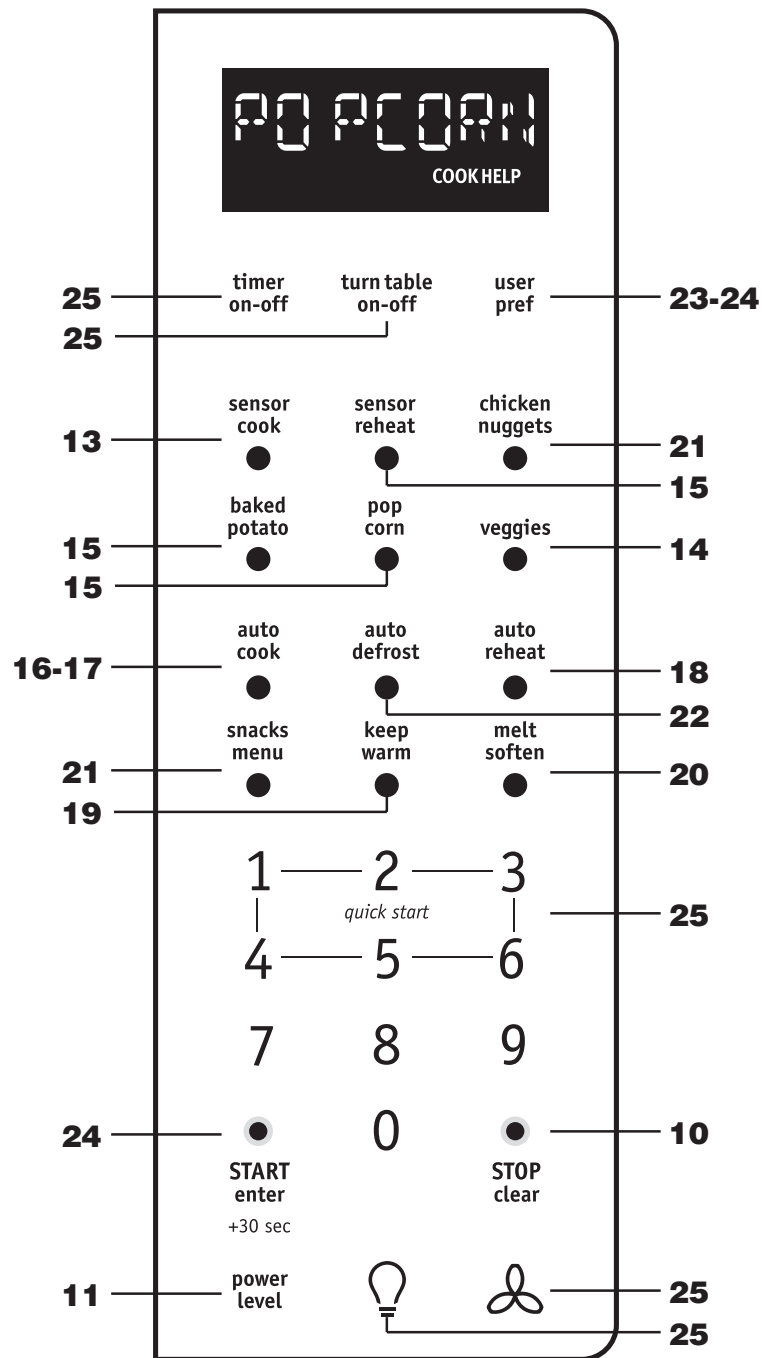 PO PCORN
COOK HELP
timer
on-off
turn table
on-off
user
pref
25
23-24
25
sensor
cook
sensor
reheat
chicken
nuggets
13
21
15
baked
potato
pop
corn
veggies
15
14
15
auto
cook
auto
defrost
auto
reheat
16-17
18
22
snacks
menu
keep
warm
melt
soften
21
20
19
1 2 3
quick start
25
4 5 6
7 8 9
24
0
10
START
enter
+30 sec
STOP
clear
11
power
level
25
25